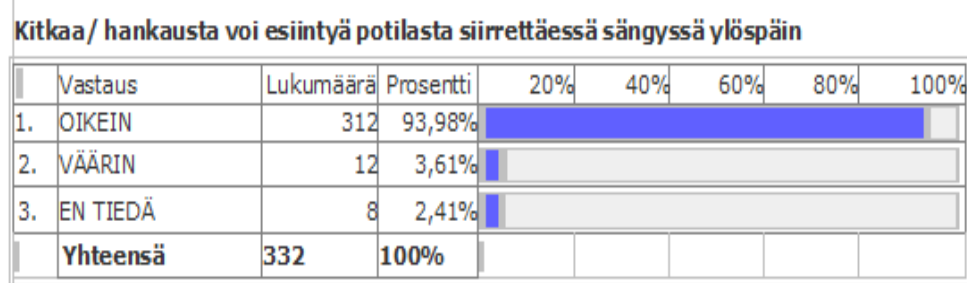 Kitkaa/ hankausta voi esiintyä potilasta siirrettäessä sängyssä ylöspäin
Vastaus Lukumäärä Prosentti 20% 40% 60% 80% 100%
1. OIKEIN 312 93,98%
2. VÄÄRIN 12 3,61%
3. EN TIEDÄ 8 2,41%
Yhteensä 332 100%